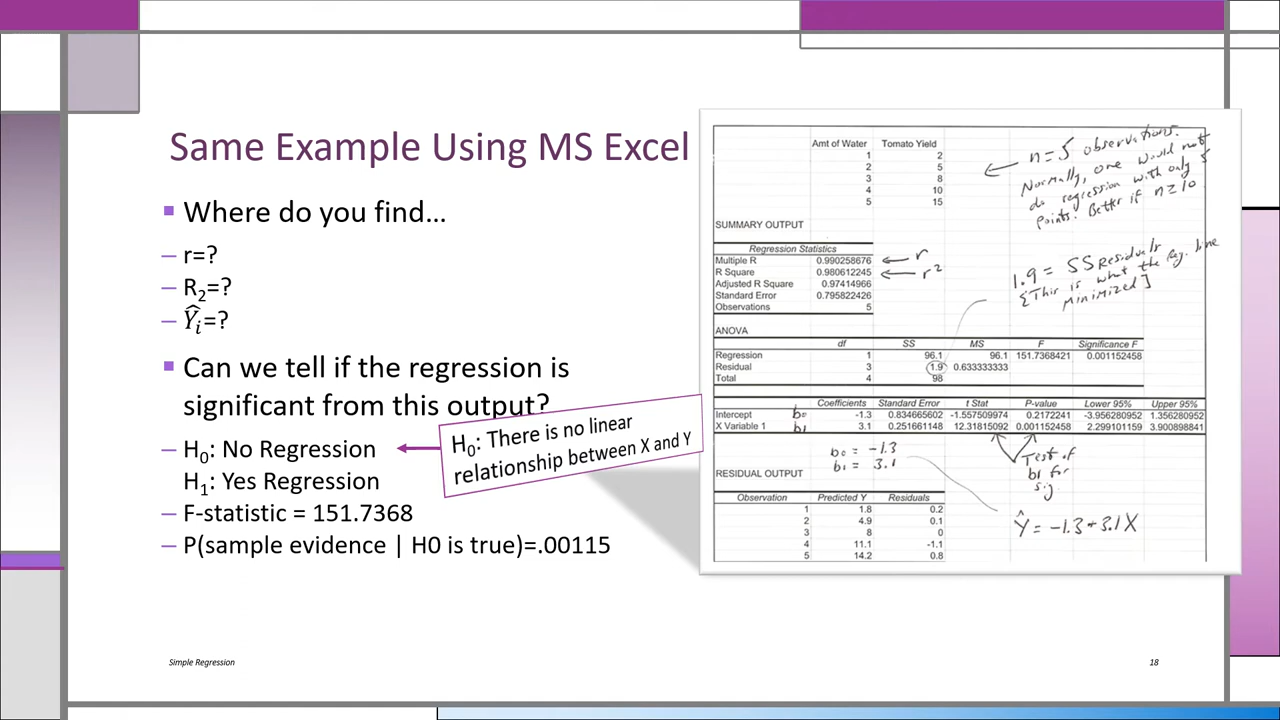 Same Example Using MS Excel
Where do you find...
r=?
R2=?
Ŷi=?
Can we tell if the regression is
significant from this output?
H0: No Regression
H1: Yes Regression
F-statistic = 151.7368
P(sample evidence | H0 is true)=.00115
H0: There is no linear
relationship between X and Y
Amt of Water Tomato Yield
1 2
2 5
3 8
4 10
5 15
n=5 observations.
Normally, one would not
do regression with only 5
points. Better if n≥10
SUMMARY OUTPUT
Regression Statistics
Multiple R 0.990258676 ← r
R Square 0.980612245 ← r²
Adjusted R Square 0.97414966
Standard Error 0.795822426
Observations 5
1.9 = SS Residuals
{This is what the reg. line
minimized]
ANOVA
df SS MS F Significance F
Regression 1 96.1 96.1 151.7368421 0.001152458
Residual 3 1.9 0.633333333
Total 4 98
Coefficients Standard Error t Stat P-value Lower 95% Upper 95%
Intercept b0 -1.3 0.834665602 -1.557509974 0.2172241 -3.956280952 1.356280952
X Variable 1 b1 3.1 0.251661148 12.31815092 0.001152458 2.299101159 3.900898841
b0 = -1.3
b1 = 3.1
Test if
b1 for
sig.
RESIDUAL OUTPUT
Observation Predicted Y Residuals
1 1.8 0.2
2 4.9 0.1
3 8 0
4 11.1 -1.1
5 14.2 0.8
Ŷ = -1.3 + 3.1X
Simple Regression
18